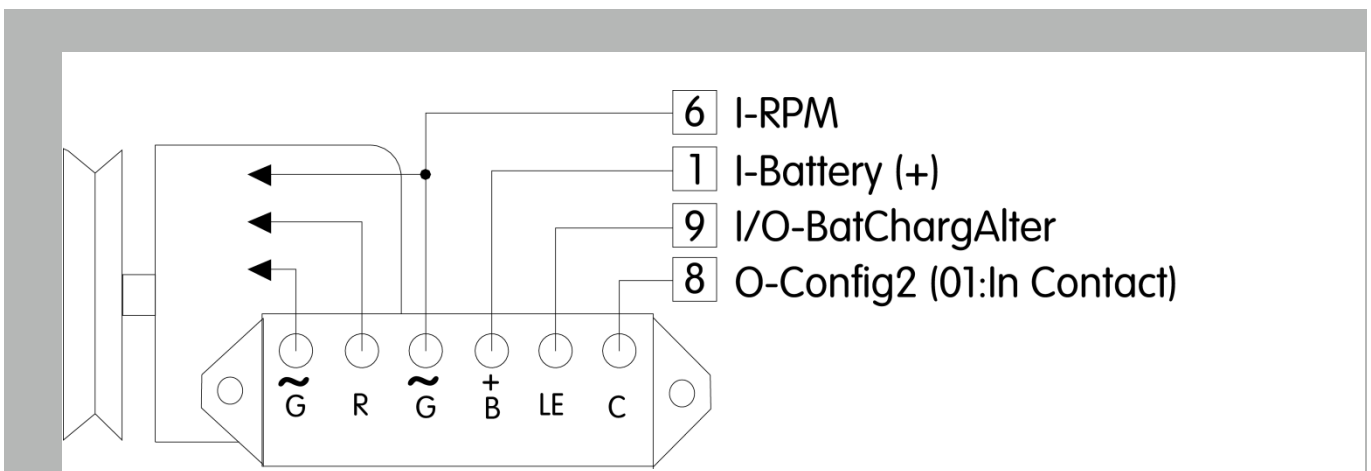 6 I-RPM
1 I-Battery (+)
9 I/O-BatChargAlter
8 O-Config2 (01:In Contact)
~ ~ +
G R G B LE C